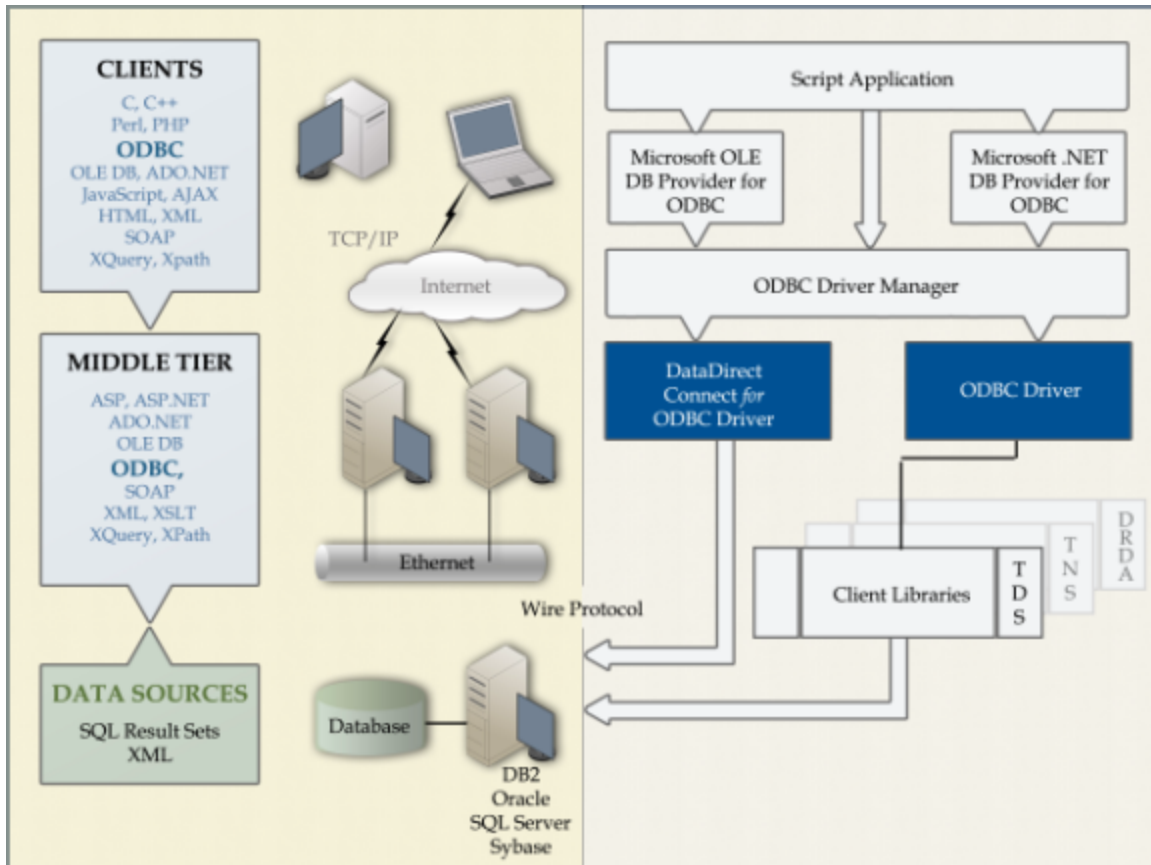 CLIENTS
C, C++
Perl, PHP
ODBC
OLE DB, ADO.NET
JavaScript, AJAX
HTML, XML
SOAP
XQuery, Xpath
MIDDLE TIER
ASP, ASP.NET
ADO.NET
OLE DB
ODBC,
SOAP
XML, XSLT
XQuery, XPath
DATA SOURCES
SQL Result Sets
XML
TCP/IP
Internet
Ethernet
Wire Protocol
Database
DB2
Oracle
SQL Server
Sybase
Script Application
Microsoft OLE
DB Provider for
ODBC
Microsoft .NET
DB Provider for
ODBC
ODBC Driver Manager
DataDirect
Connect for
ODBC Driver
ODBC Driver
Client Libraries
TDS
TNS
DRDA